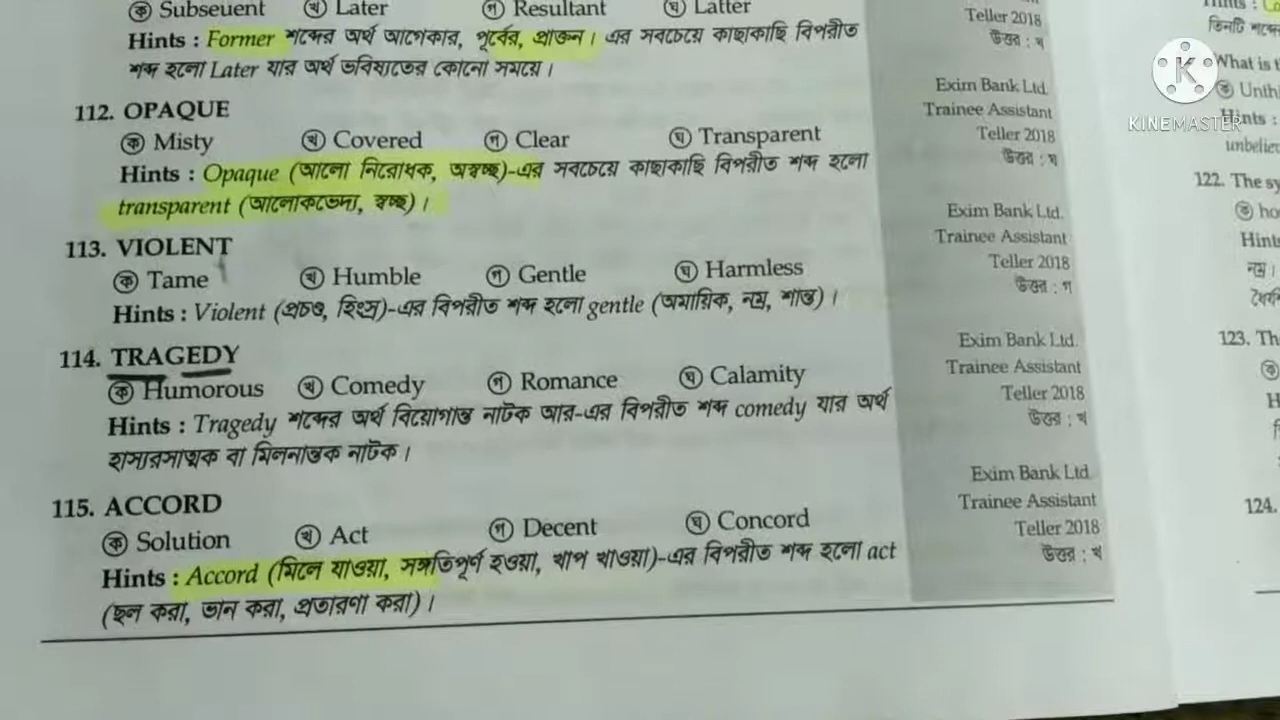 ক Subseuent খ Later গ Resultant ঘ Latter
Hints : Former শব্দের অর্থ আগেকার, পূর্বের, প্রাক্তন। এর সবচেয়ে কাছাকাছি বিপরীত
শব্দ হলো Later যার অর্থ ভবিষ্যতের কোনো সময়ে।
Teller 2018
উত্তর : খ
112. OPAQUE
ক Misty খ Covered গ Clear ঘ Transparent
Hints : Opaque (আলো নিরোধক, অস্বচ্ছ)-এর সবচেয়ে কাছাকাছি বিপরীত শব্দ হলো
transparent (আলোকভেদ্য, স্বচ্ছ)।
Exim Bank Ltd.
Trainee Assistant
Teller 2018
উত্তর : ঘ
113. VIOLENT
ক Tame খ Humble গ Gentle ঘ Harmless
Hints : Violent (প্রচণ্ড, হিংস্র)-এর বিপরীত শব্দ হলো gentle (অমায়িক, নম্র, শান্ত)।
Exim Bank Ltd.
Trainee Assistant
Teller 2018
উত্তর : গ
114. TRAGEDY
ক Humorous খ Comedy গ Romance ঘ Calamity
Hints : Tragedy শব্দের অর্থ বিয়োগান্ত নাটক আর-এর বিপরীত শব্দ comedy যার অর্থ
হাস্যরসাত্মক বা মিলনান্তক নাটক।
Exim Bank Ltd.
Trainee Assistant
Teller 2018
উত্তর : খ
115. ACCORD
ক Solution খ Act গ Decent ঘ Concord
Hints : Accord (মিলে যাওয়া, সঙ্গতিপূর্ণ হওয়া, খাপ খাওয়া)-এর বিপরীত শব্দ হলো act
(ছল করা, ভান করা, প্রতারণা করা)।
Exim Bank Ltd.
Trainee Assistant
Teller 2018
উত্তর : খ
তিনটি
What is
Hints :
122. The
ক
Hint
নম্র।
123. Th
124.
K
KINEMASTER